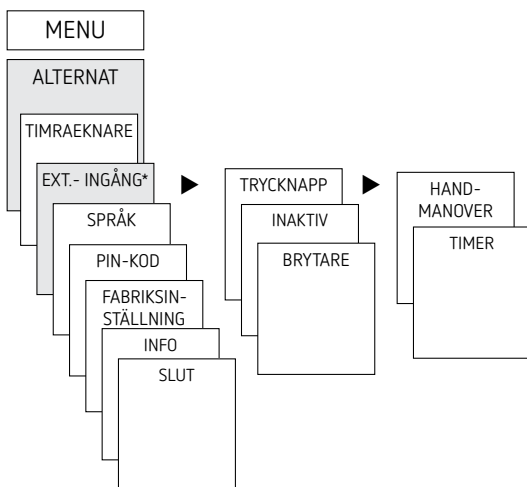 MENU
ALTERNAT
TIMRAEKNARE
EXT.- INGÅNG*
SPRÅK
PIN-KOD
FABRIKSIN-
STÄLLNING
INFO
SLUT
TRYCKNAPP
INAKTIV
BRYTARE
HAND-
MANOVER
TIMER